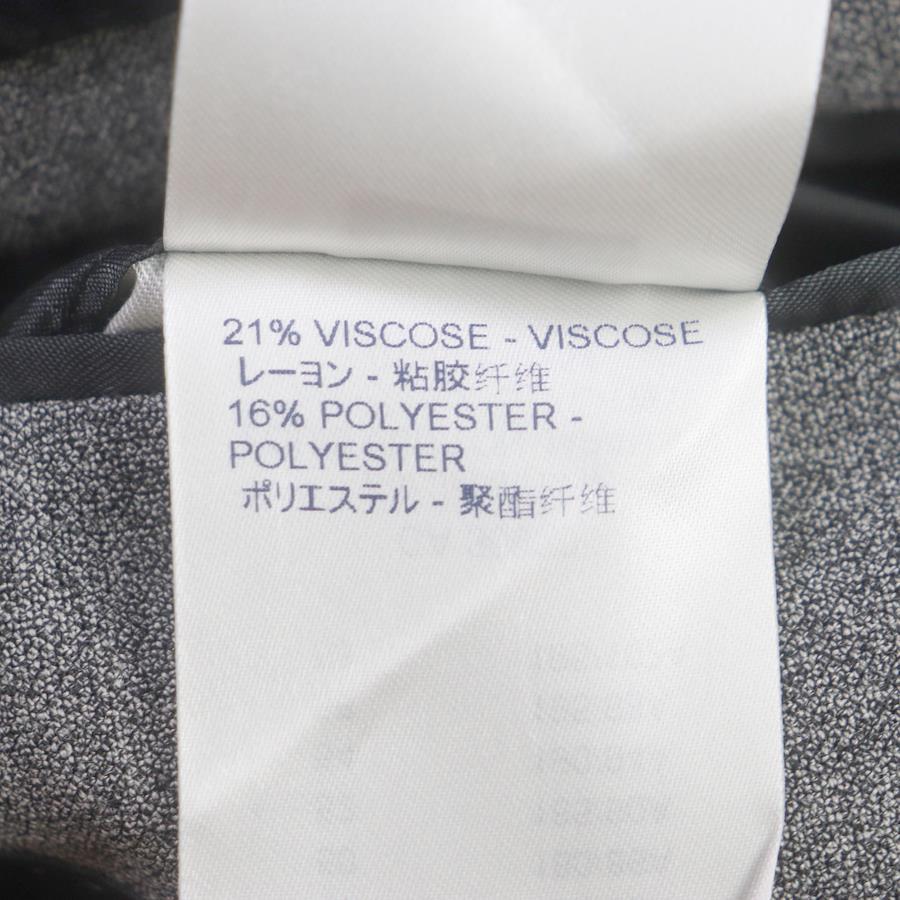 21% VISCOSE - VISCOSE
レーヨン - 粘胶纤维
16% POLYESTER -
POLYESTER
ポリエステル - 聚酯纤维